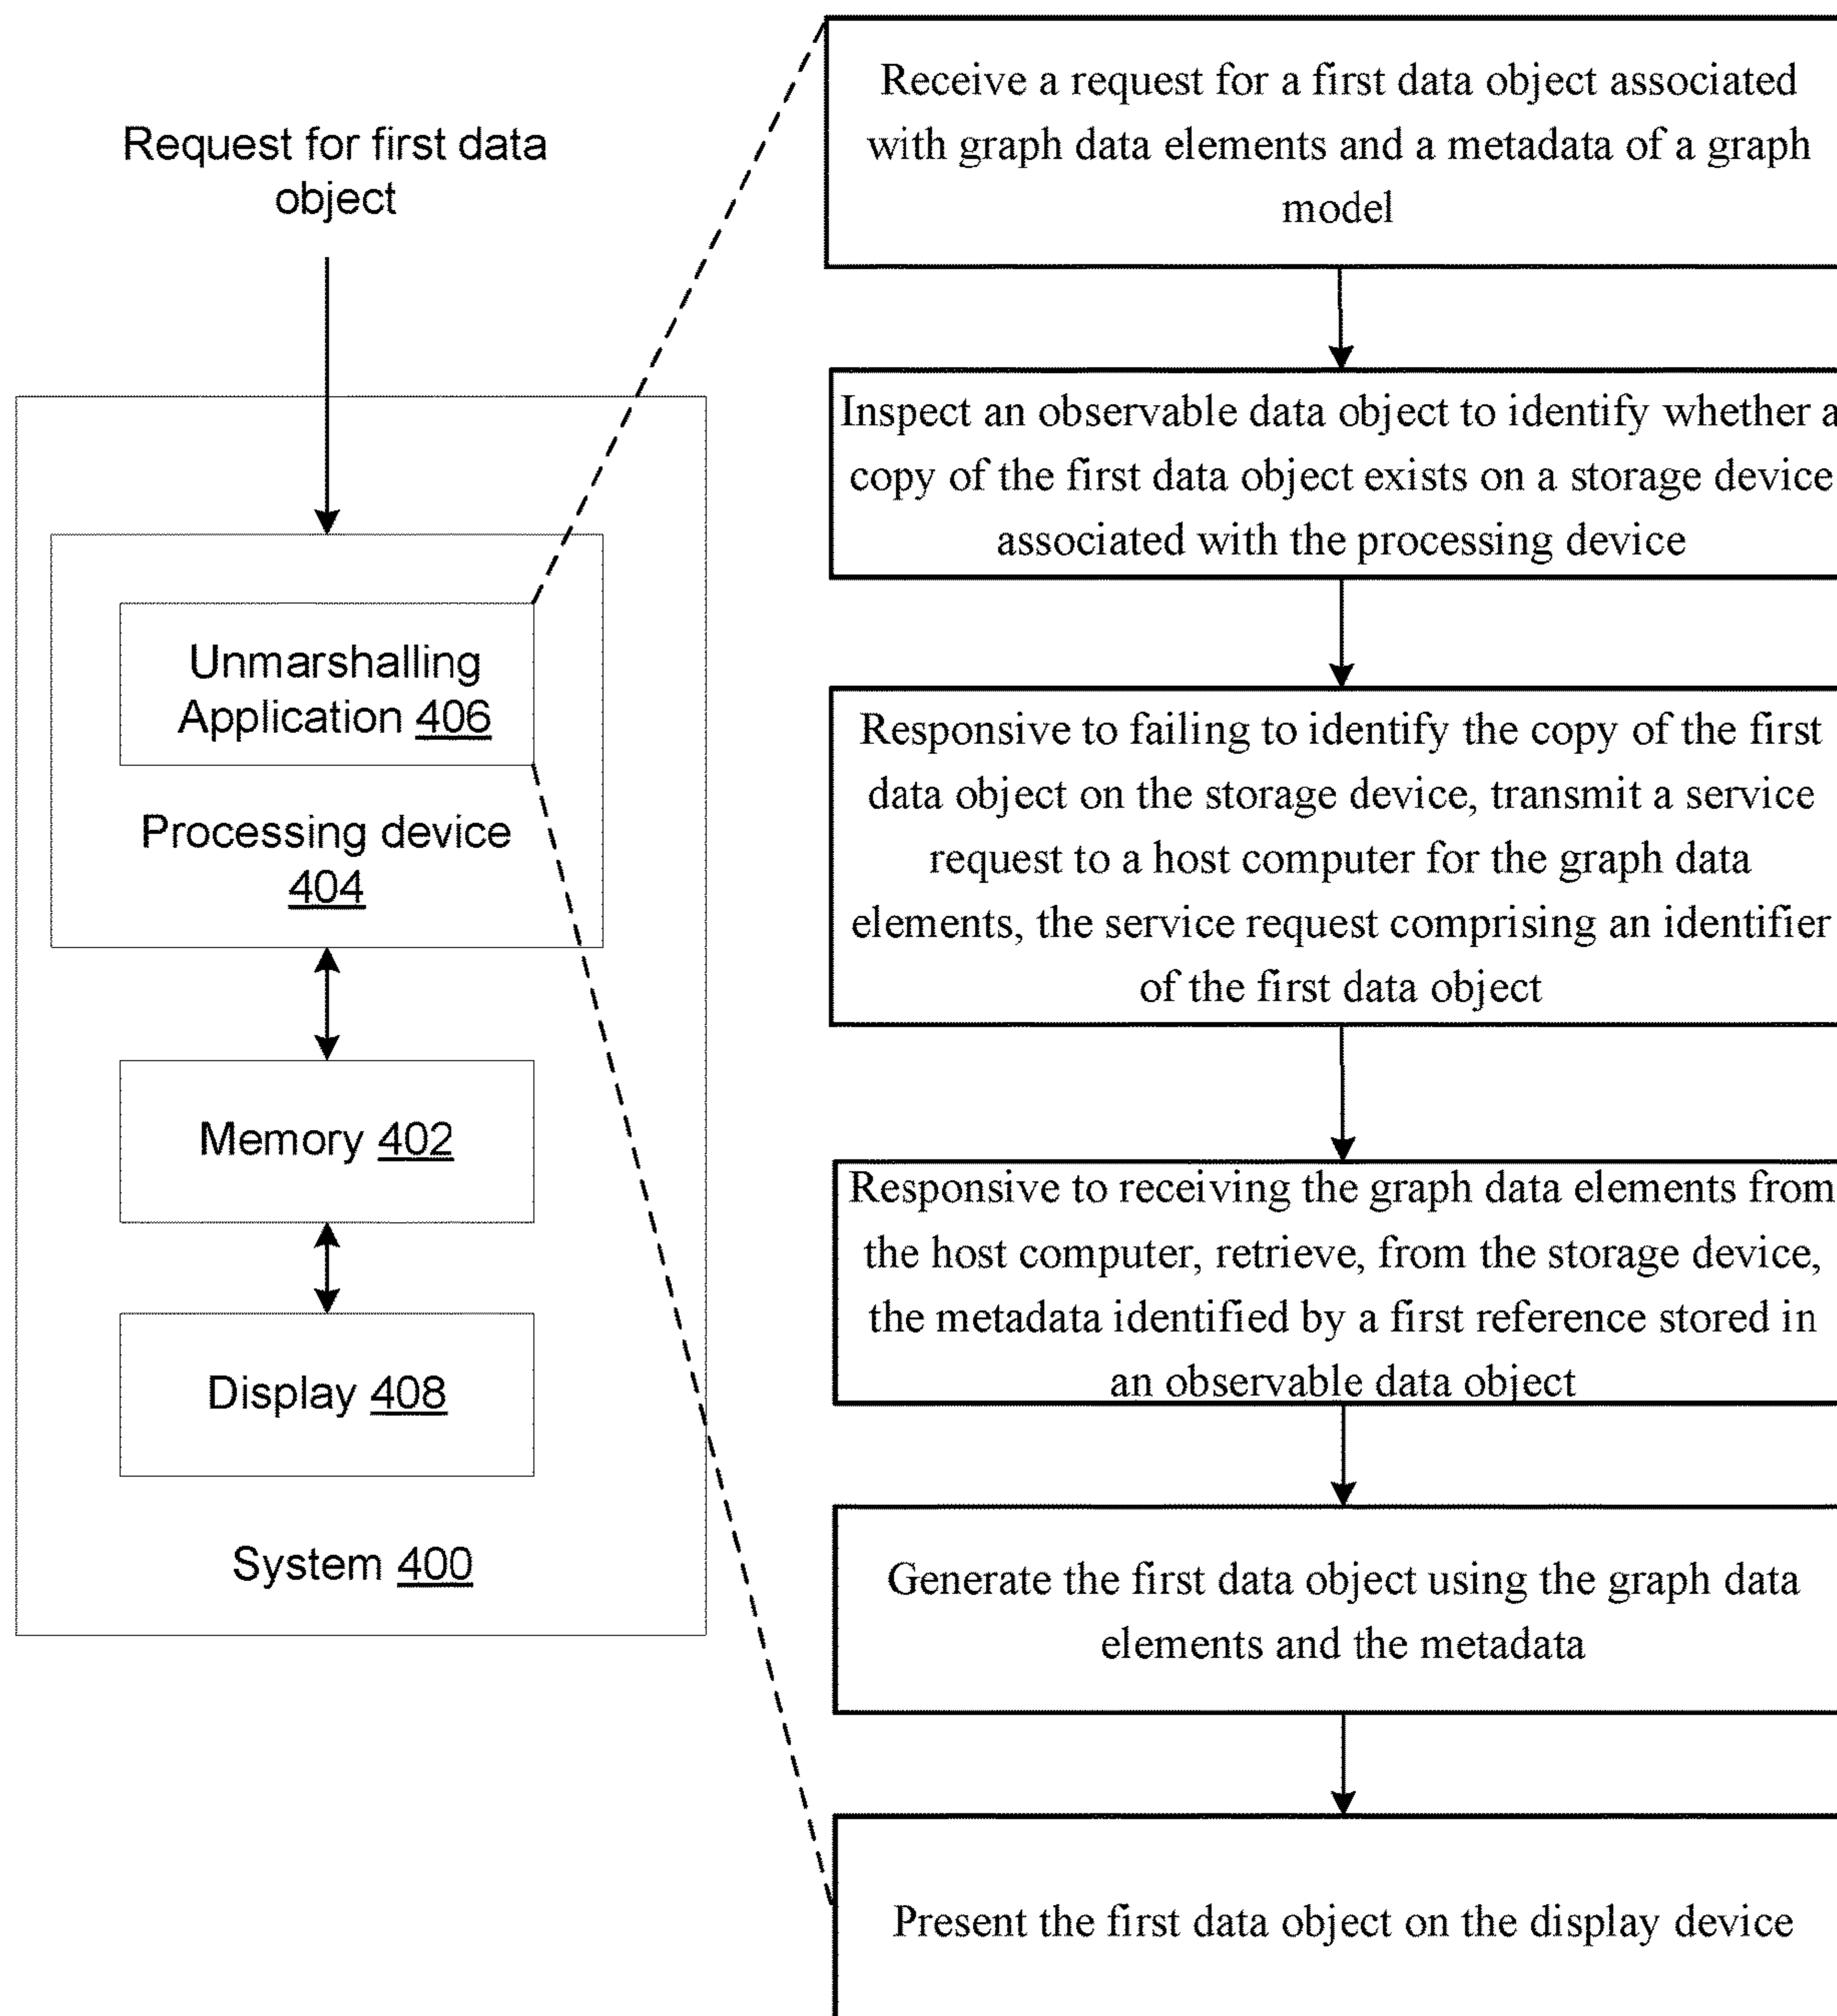 Request for first data
object
Unmarshalling
Application 406
Processing device
404
Memory 402
Display 408
System 400
Receive a request for a first data object associated
with graph data elements and a metadata of a graph
model
Inspect an observable data object to identify whether a
copy of the first data object exists on a storage device
associated with the processing device
Responsive to failing to identify the copy of the first
data object on the storage device, transmit a service
request to a host computer for the graph data
elements, the service request comprising an identifier
of the first data object
Responsive to receiving the graph data elements from
the host computer, retrieve, from the storage device,
the metadata identified by a first reference stored in
an observable data object
Generate the first data object using the graph data
elements and the metadata
Present the first data object on the display device